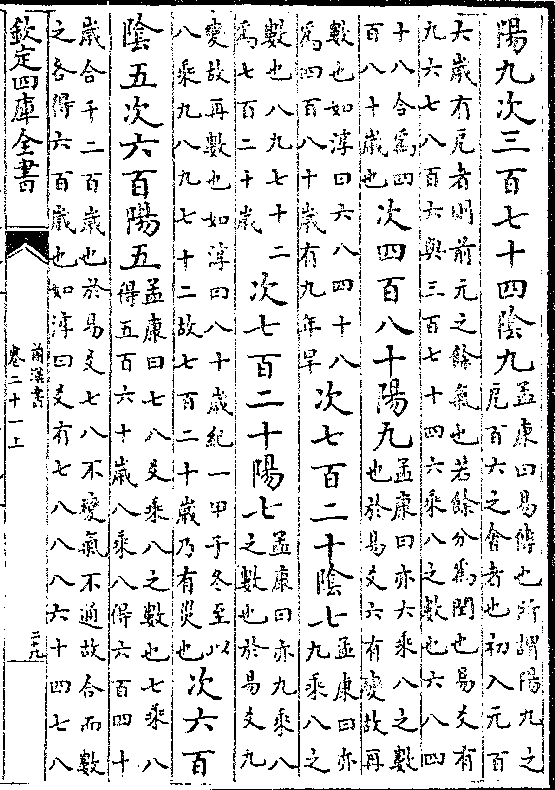 陽九次三百七十四陰九
孟康曰易傳也所謂陽九之
厄百六之會者也初入元百
六歲有厄者則前元之餘氣也若餘分為閏也易爻有
九六七八百六與三百七十四六乘八之數也六八四
十八合為四
百八十歲也
次四百八十陽九
孟康曰亦六乘八之數
也於易爻六有變故再
數也如淳曰六八四十八
為四百八十歲有九年旱
次七百二十陰七
孟康曰亦
九乘八之
數也八九七十二
為七百二十歲
次七百二十陽七
孟康曰亦九乘八
之數也於易爻九
變故再數也如淳曰八十歲紀一甲子冬至以
八乘九八九七十二故七百二十歲乃有災也
次六百
陰五次六百陽五
孟康曰七八爻乘八之數也七乘八
得五百六十歲八乘八得六百四十
歲合千二百歲也於易爻七八不變氣不通故合而數
之各得六百歲也如淳曰爻有七八八八六十四七八
欽定四庫全書
前漢書
卷二十一上
二十九